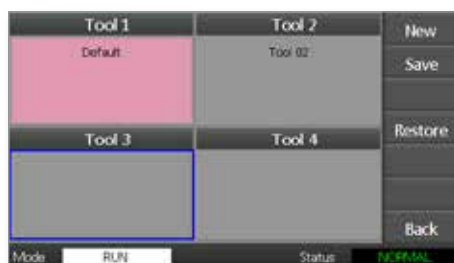 Tool 1
Tool 2
New
Default
Tool 02
Save
Tool 3
Tool 4
Restore
Back
Mode
RUN
Status
NORMAL